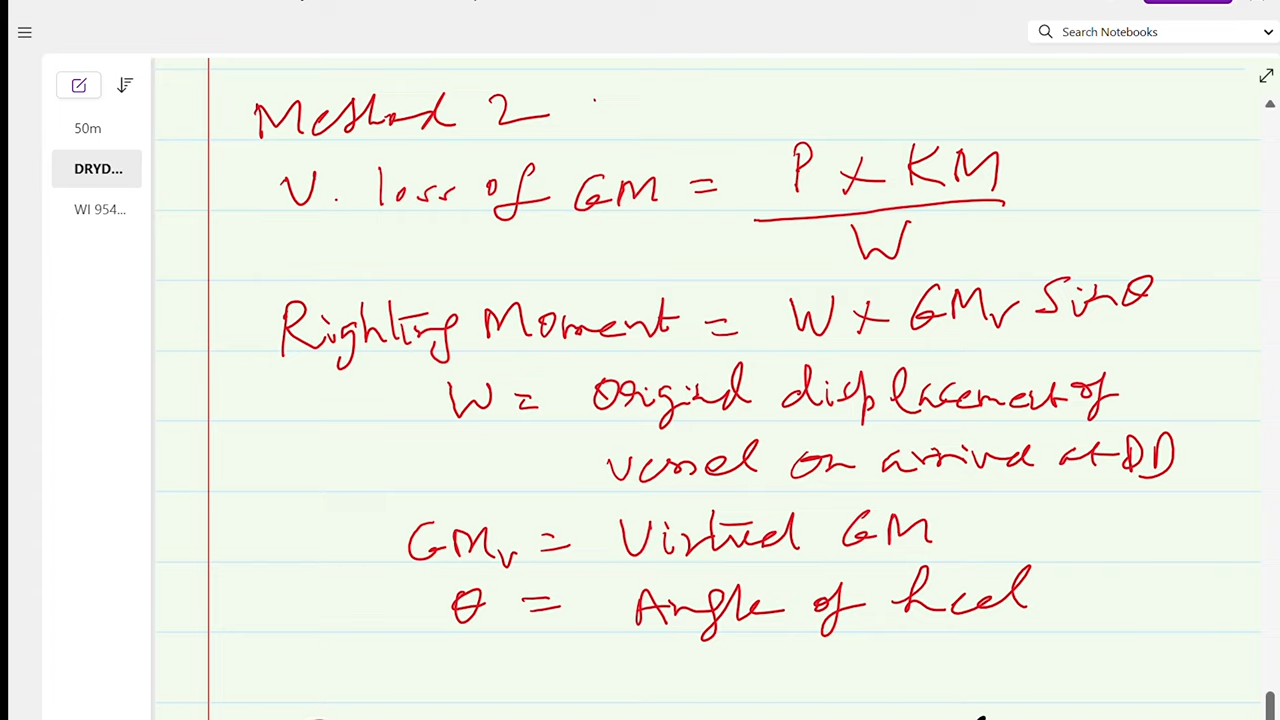 Search Notebooks
50m
DRYD...
WI 954...
Method 2
V. loss of GM = P x KM / W
Righting Moment = W x GMv Sinθ
W = Original displacement of
vessel on arrival at DD
GMv = Virtual GM
θ = Angle of heel